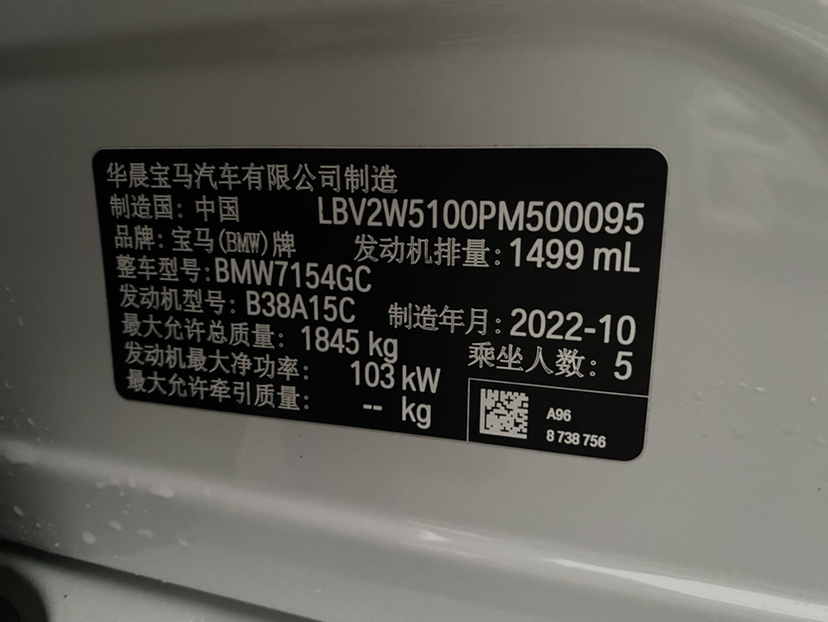 华晨宝马汽车有限公司制造
制造国: 中国 LBV2W5100PM500095
品牌: 宝马(BMW)牌 发动机排量: 1499 mL
整车型号: BMW7154GC
发动机型号: B38A15C 制造年月: 2022-10
最大允许总质量: 1845 kg 乘坐人数: 5
发动机最大净功率: 103 kW
最大允许牵引质量: -- kg
A96
8 738 756